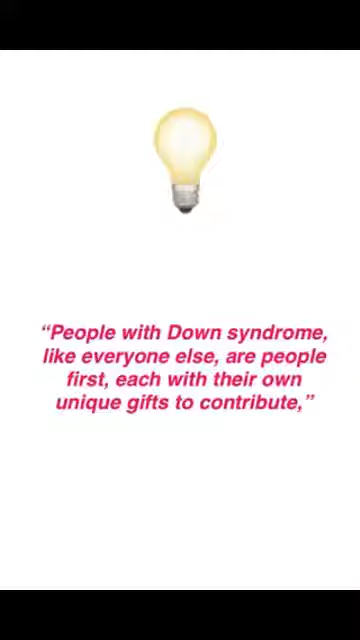 “People with Down syndrome,
like everyone else, are people
first, each with their own
unique gifts to contribute,”